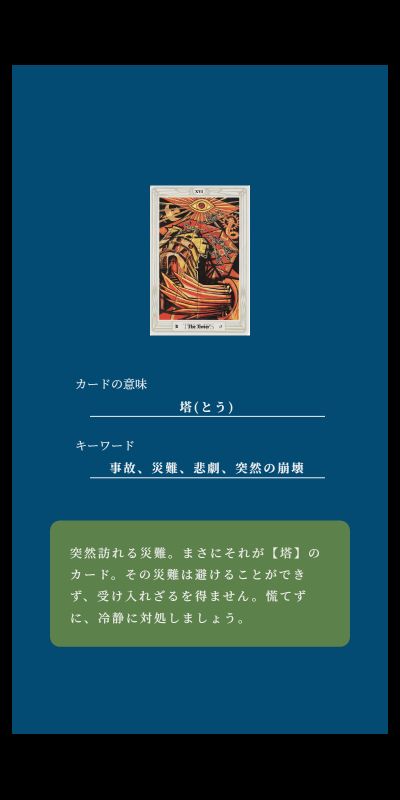 XVI
The Tower
カードの意味
塔(とう)
キーワード
事故、災難、悲劇、突然の崩壊
突然訪れる災難。まさにそれが【塔】の
カード。その災難は避けることができ
ず、受け入れざるを得ません。慌てず
に、冷静に対処しましょう。